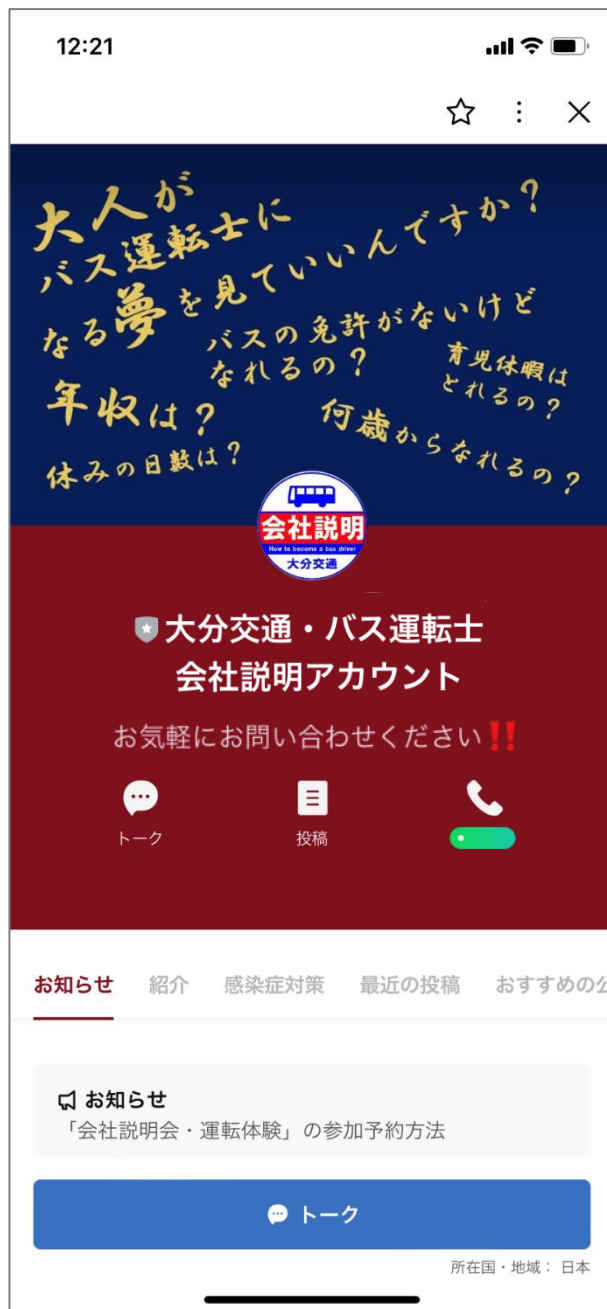 12:21
大人が
バス運転士に
なる夢を見ていいんですか？
バスの免許がないけど
なれるの？
育児休暇は
とれるの？
年収は？
何歳からなれるの？
休みの日数は？
会社説明
How to become a bus driver
大分交通
大分交通・バス運転士
会社説明アカウント
お気軽にお問い合わせください‼
トーク
投稿
お知らせ 紹介 感染症対策 最近の投稿 おすすめの公
お知らせ
「会社説明会・運転体験」の参加予約方法
トーク
所在国・地域： 日本